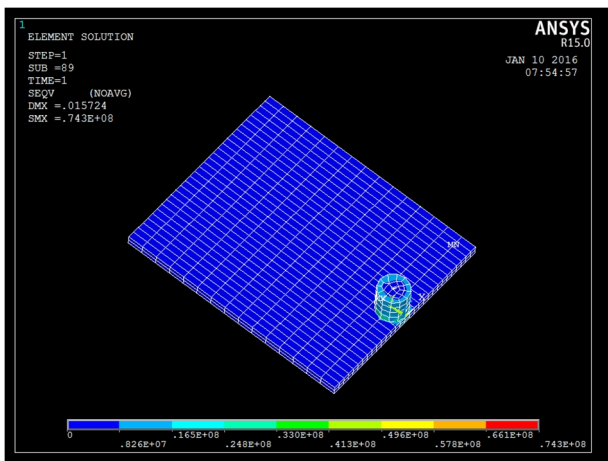 1
ELEMENT SOLUTION
STEP=1
SUB =89
TIME=1
SEQV (NOAVG)
DMX =.015724
SMX =.743E+08
ANSYS
R15.0
JAN 10 2016
07:54:57
MN
X
0
.826E+07
.165E+08
.248E+08
.330E+08
.413E+08
.496E+08
.578E+08
.661E+08
.743E+08